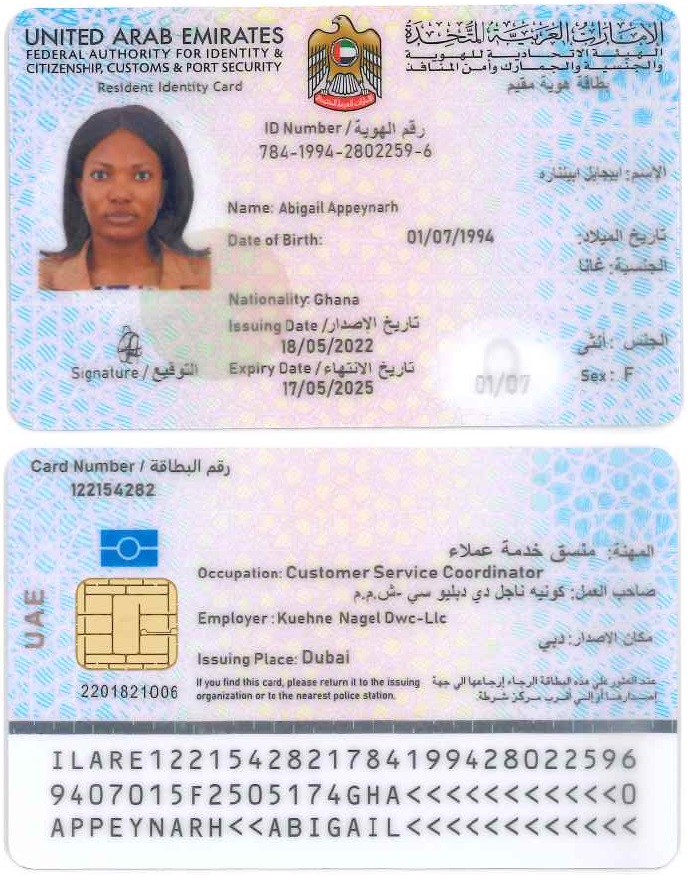 UNITED ARAB EMIRATES
FEDERAL AUTHORITY FOR IDENTITY &
CITIZENSHIP, CUSTOMS & PORT SECURITY
Resident Identity Card
الإمارات العربية المتحدة
الهيئة الاتحادية للهوية
والجنسية والجمارك وأمن المنافذ
بطاقة هوية مقيم
ID Number / رقم الهوية
784-1994-2802259-6
الإسم: ابيجايل ابيناره
Name: Abigail Appeynarh
Date of Birth: 01/07/1994 تاريخ الميلاد:
الجنسية: غانا
Nationality: Ghana
Issuing Date / تاريخ الإصدار
18/05/2022
الجنس: أنثى
Expiry Date / تاريخ الانتهاء
17/05/2025
Sex: F
01/07
Signature / التوقيع
Card Number / رقم البطاقة
122154282
المهنة: منسق خدمة عملاء
Occupation: Customer Service Coordinator
صاحب العمل: كونيه ناجل دي دبليو سي -ش.م.م
Employer: Kuehne Nagel Dwc-Llc
مكان الاصدار: دبي
Issuing Place: Dubai
UAE
2201821006
If you find this card, please return it to the issuing
organization or to the nearest police station.
عند العثور على هذه البطاقة الرجاء إرجاعها الى جهة
إصدارها أو إلى أقرب مركز شرطة.
ILARE1221542821784199428022596
9407015F2505174GHA<<<<<<<<<<<0
APPEYNARH<<ABIGAIL<<<<<<<<<<<<